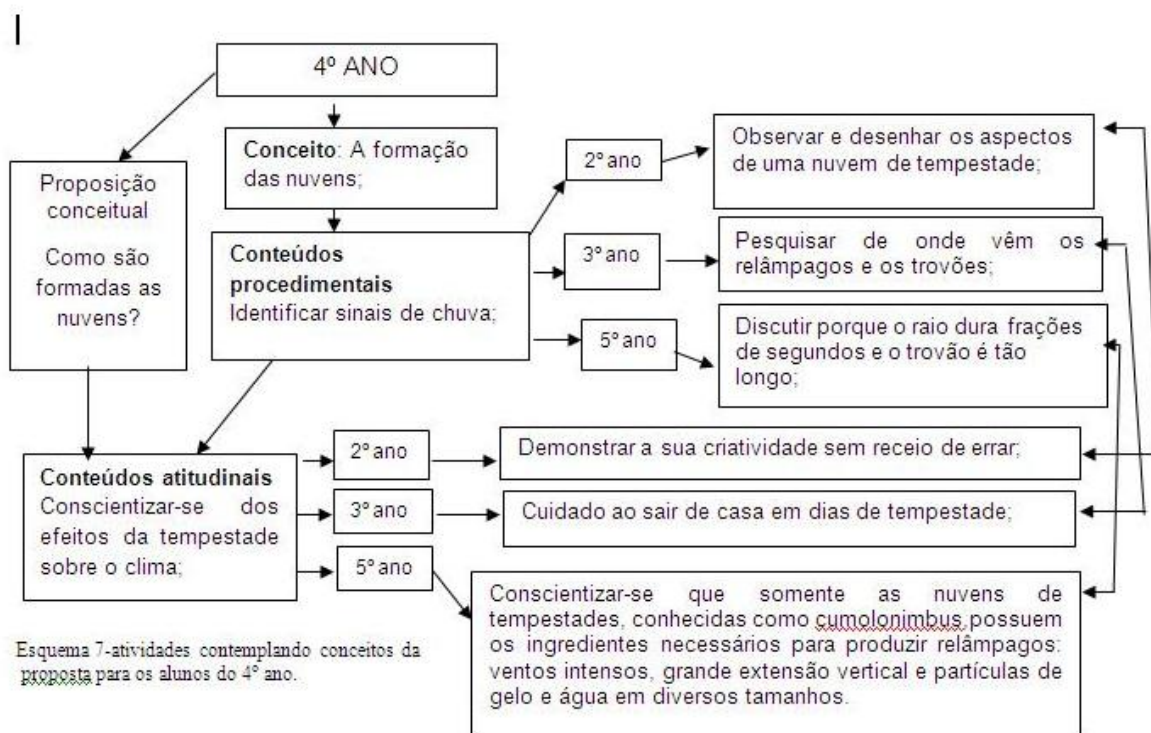 4º ANO
Conceito: A formação
das nuvens;
Proposição
conceitual
Como são
formadas as
nuvens?
Conteúdos
procedimentais
Identificar sinais de chuva;
2º ano
Observar e desenhar os aspectos
de uma nuvem de tempestade;
3º ano
Pesquisar de onde vêm os
relâmpagos e os trovões;
5º ano
Discutir porque o raio dura frações
de segundos e o trovão é tão
longo;
Conteúdos atitudinais
Conscientizar-se dos
efeitos da tempestade
sobre o clima;
2º ano
Demonstrar a sua criatividade sem receio de errar;
3º ano
Cuidado ao sair de casa em dias de tempestade;
5º ano
Conscientizar-se que somente as nuvens de
tempestades, conhecidas como cumolonimbus, possuem
os ingredientes necessários para produzir relâmpagos:
ventos intensos, grande extensão vertical e partículas de
gelo e água em diversos tamanhos.
Esquema 7-atividades contemplando conceitos da
proposta para os alunos do 4º ano.